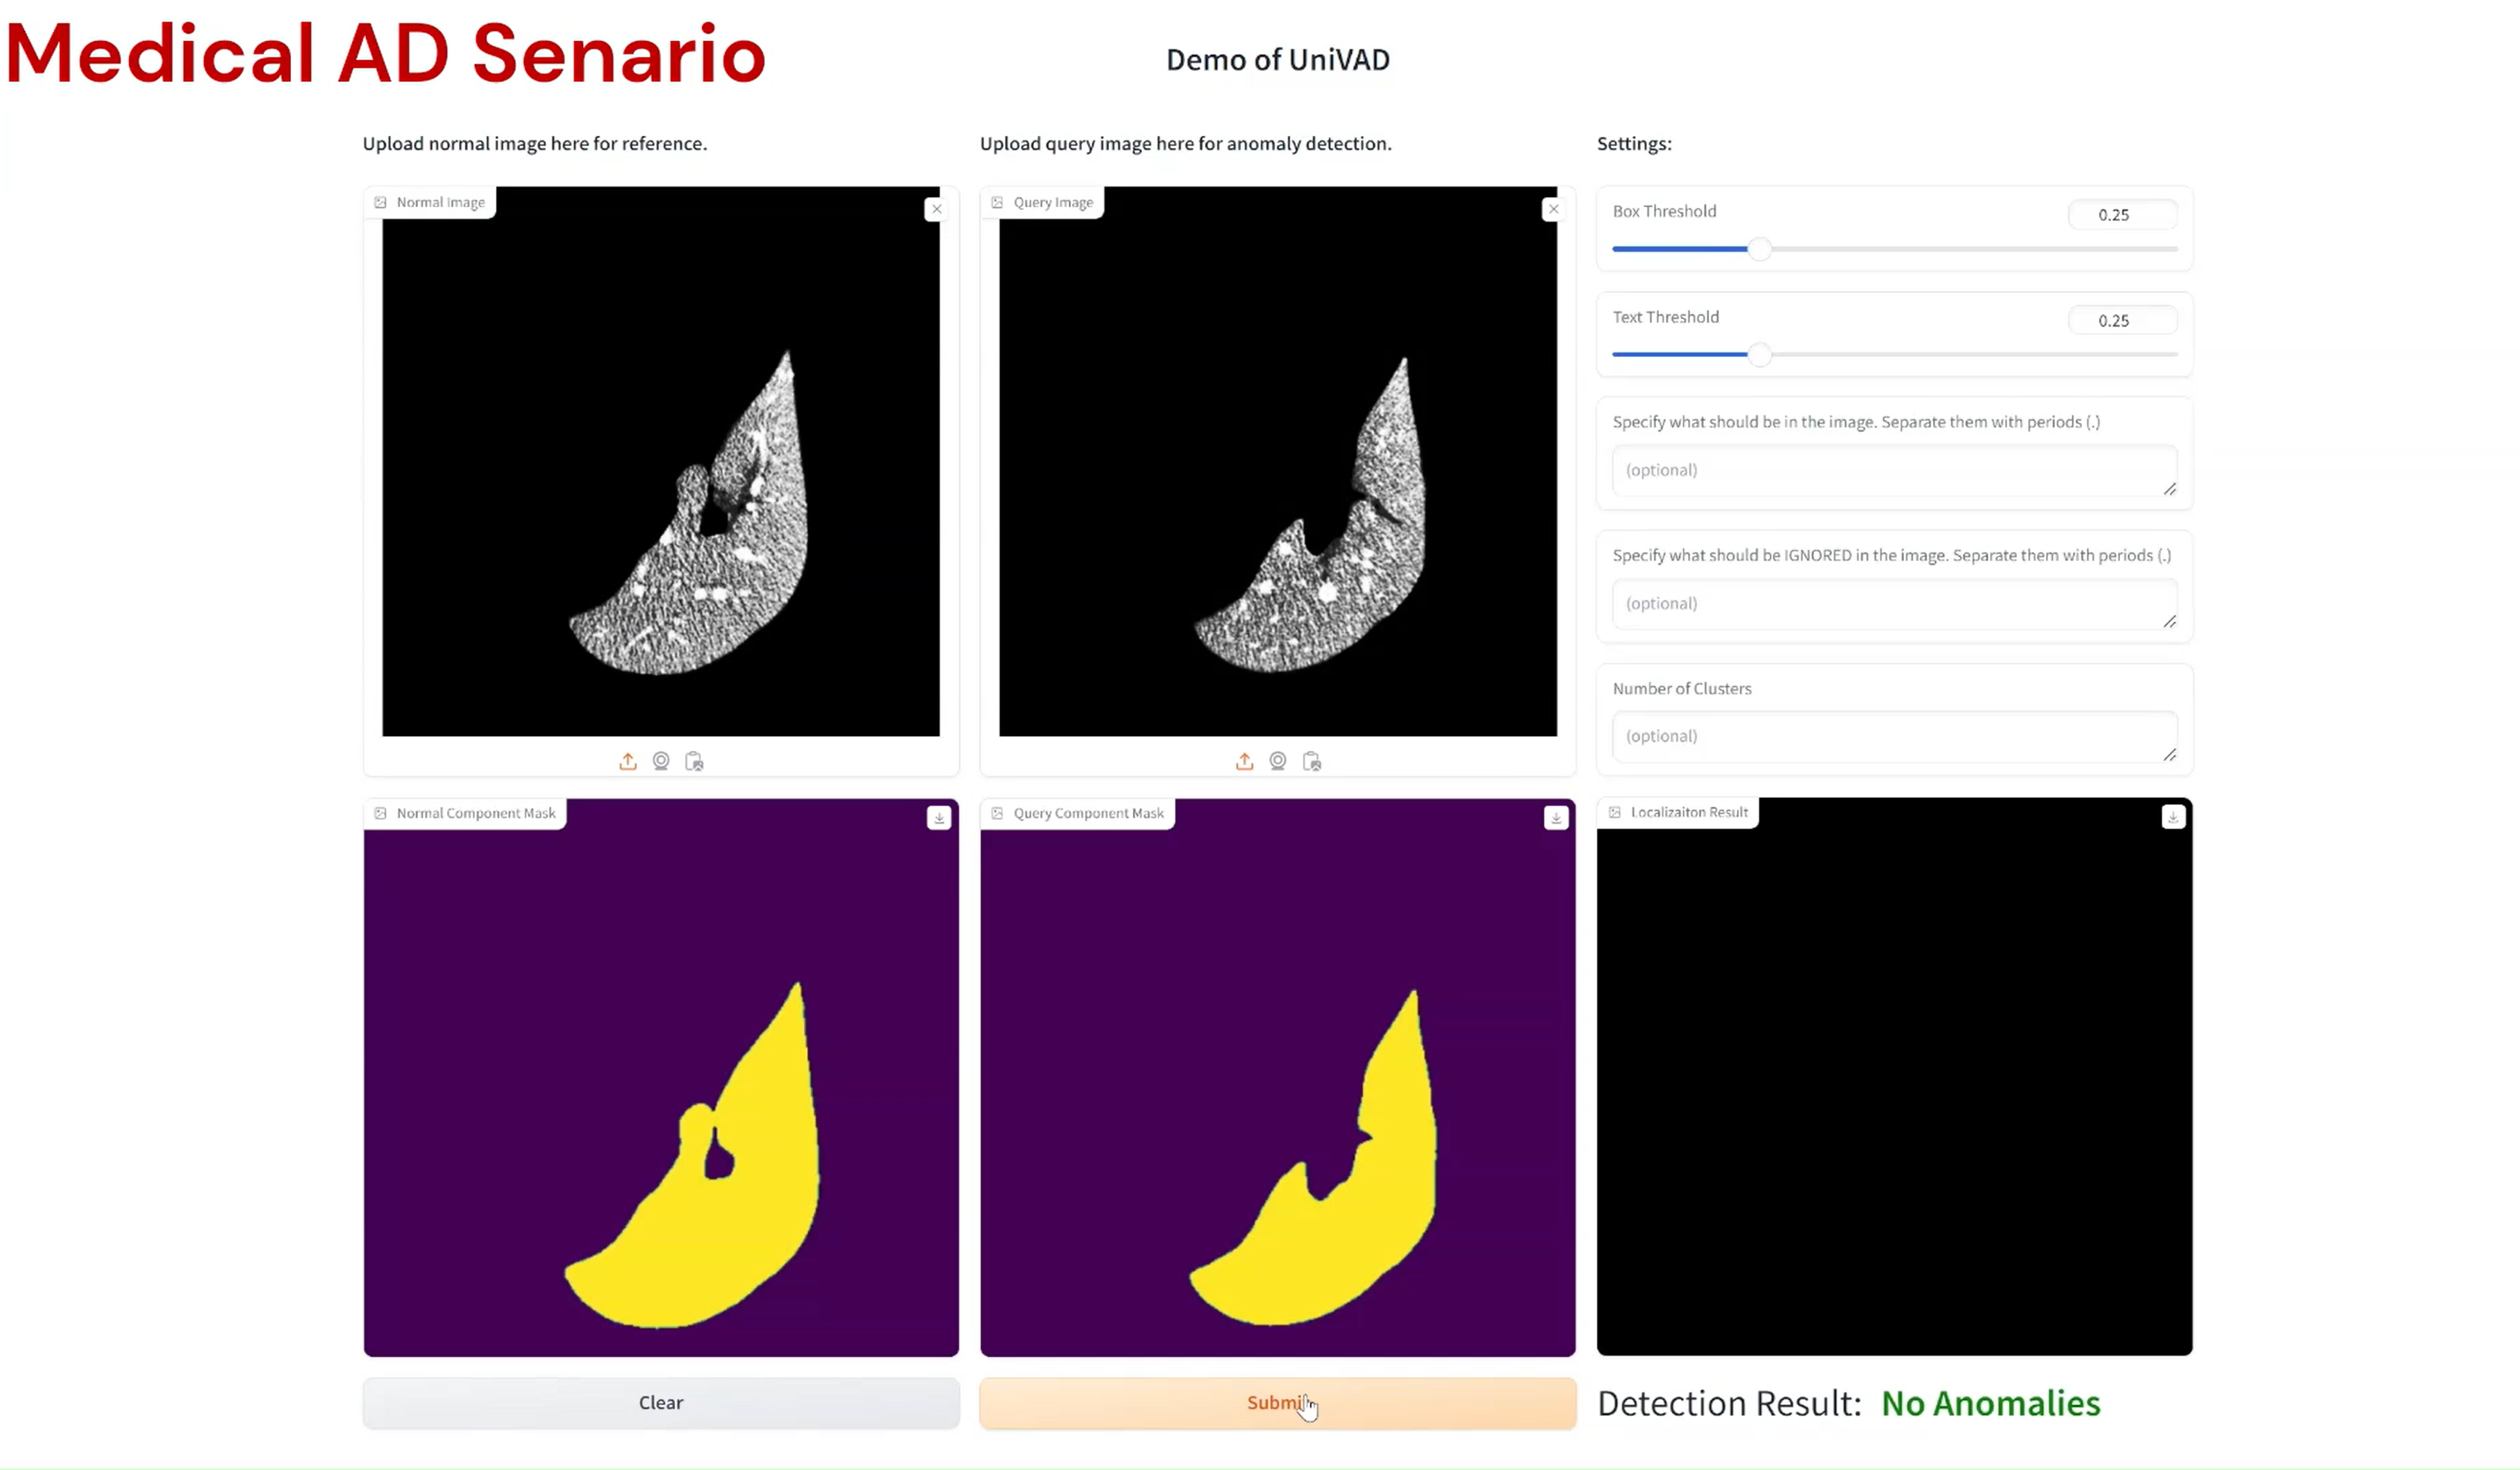 Medical AD Senario
Demo of UniVAD
Upload normal image here for reference.
Upload query image here for anomaly detection.
Settings:
Normal Image
Query Image
Box Threshold
0.25
Text Threshold
0.25
Specify what should be in the image. Separate them with periods (.)
(optional)
Specify what should be IGNORED in the image. Separate them with periods (.)
(optional)
Number of Clusters
(optional)
Normal Component Mask
Query Component Mask
Localizaiton Result
Clear
Submit
Detection Result: No Anomalies